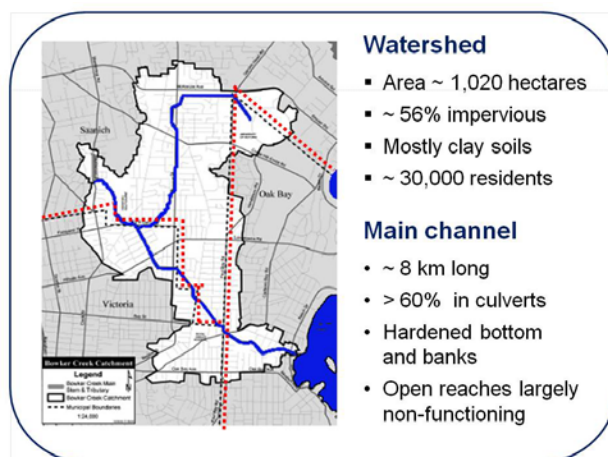 Watershed
▪ Area ~ 1,020 hectares
▪ ~ 56% impervious
▪ Mostly clay soils
▪ ~ 30,000 residents
Main channel
• ~ 8 km long
• > 60% in culverts
• Hardened bottom
and banks
• Open reaches largely
non-functioning
Saanich
Oak Bay
Victoria
Bowker Creek Catchment
Legend
Bowker Creek Main
Stem & Tributary
Bowker Creek Catchment
Municipal Boundaries
1:24,000